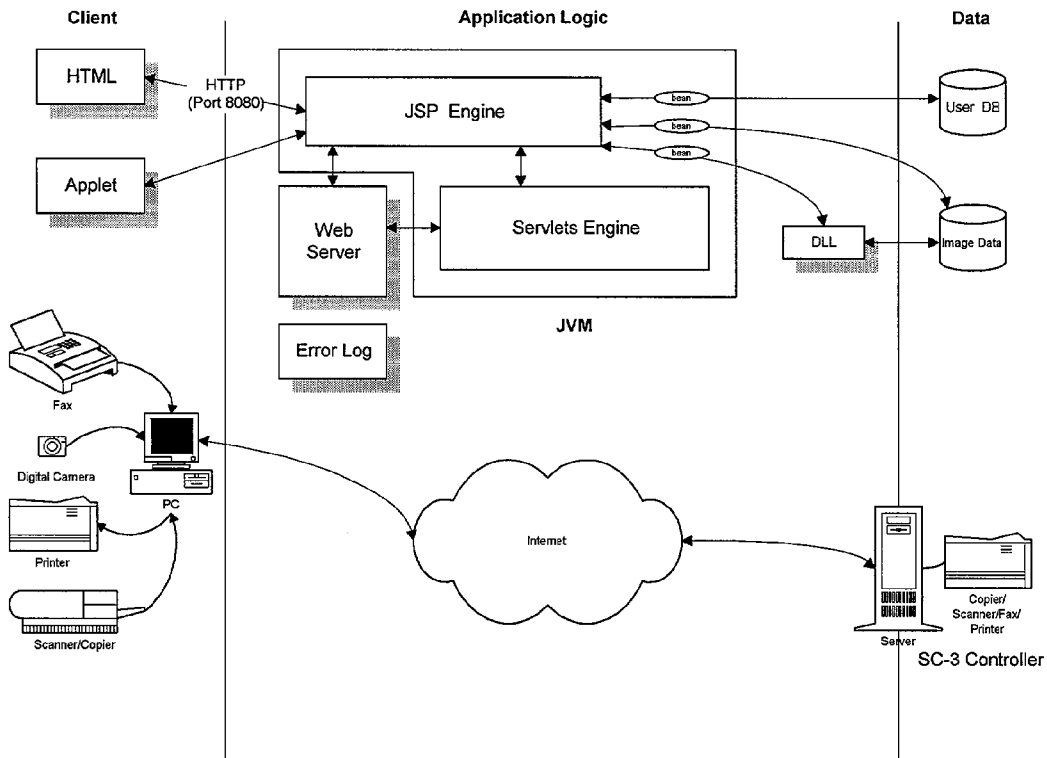 Client
Application Logic
Data
HTML
HTTP
(Port 8080)
JSP Engine
bean
bean
bean
User DB
Applet
Web
Server
Servlets Engine
DLL
Image Data
JVM
Error Log
Fax
Digital Camera
PC
Printer
Scanner/Copier
Internet
Server
Copier/
Scanner/Fax/
Printer
SC-3 Controller